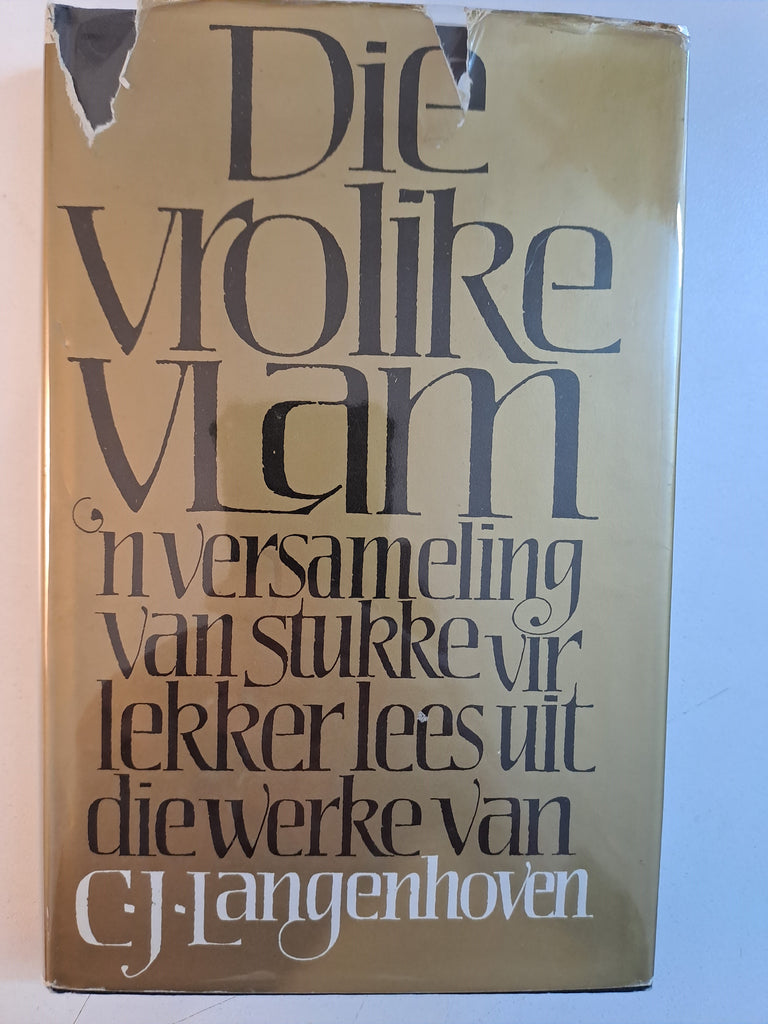 Die
vrolike
vlam
'n versameling
van stukke vir
lekker lees uit
die werke van
C.J. Langenhoven